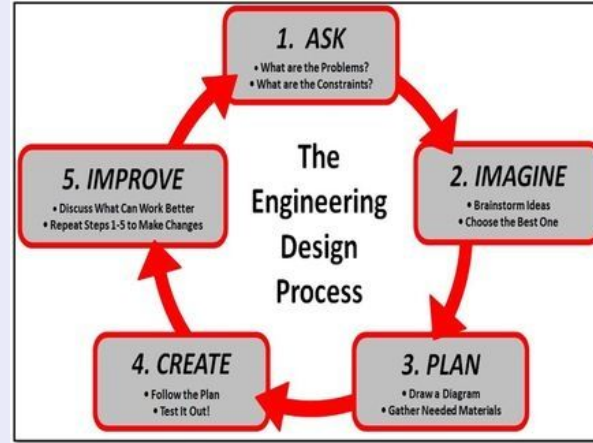 1. ASK
• What are the Problems?
• What are the Constraints?
The
Engineering
Design
Process
2. IMAGINE
• Brainstorm Ideas
• Choose the Best One
3. PLAN
• Draw a Diagram
• Gather Needed Materials
4. CREATE
• Follow the Plan
• Test It Out!
5. IMPROVE
• Discuss What Can Work Better
• Repeat Steps 1-5 to Make Changes